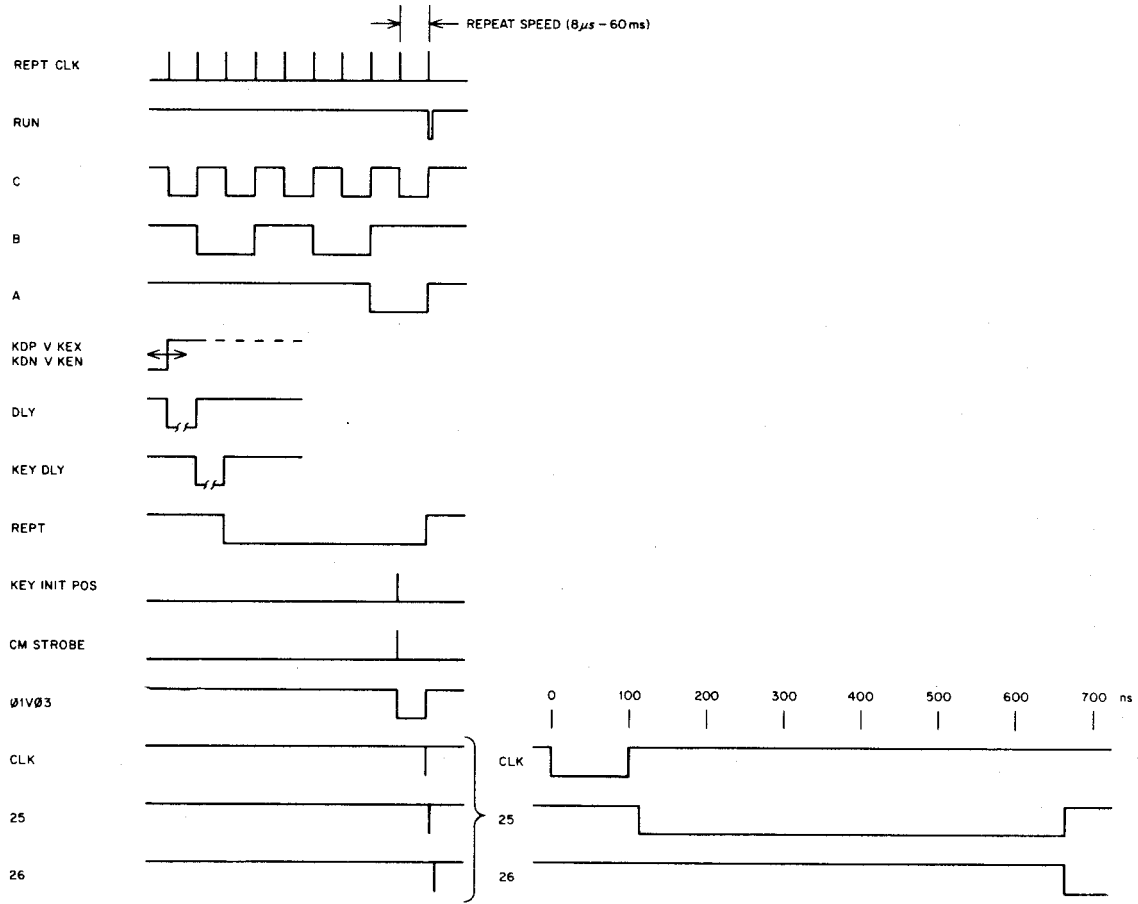 REPEAT SPEED (8µs – 60ms)
REPT CLK
RUN
C
B
A
KDP V KEX
KDN V KEN
DLY
KEY DLY
REPT
KEY INIT POS
CM STROBE
Ø1VØ3
0 100 200 300 400 500 600 700 ns
CLK
CLK
25
25
26
26